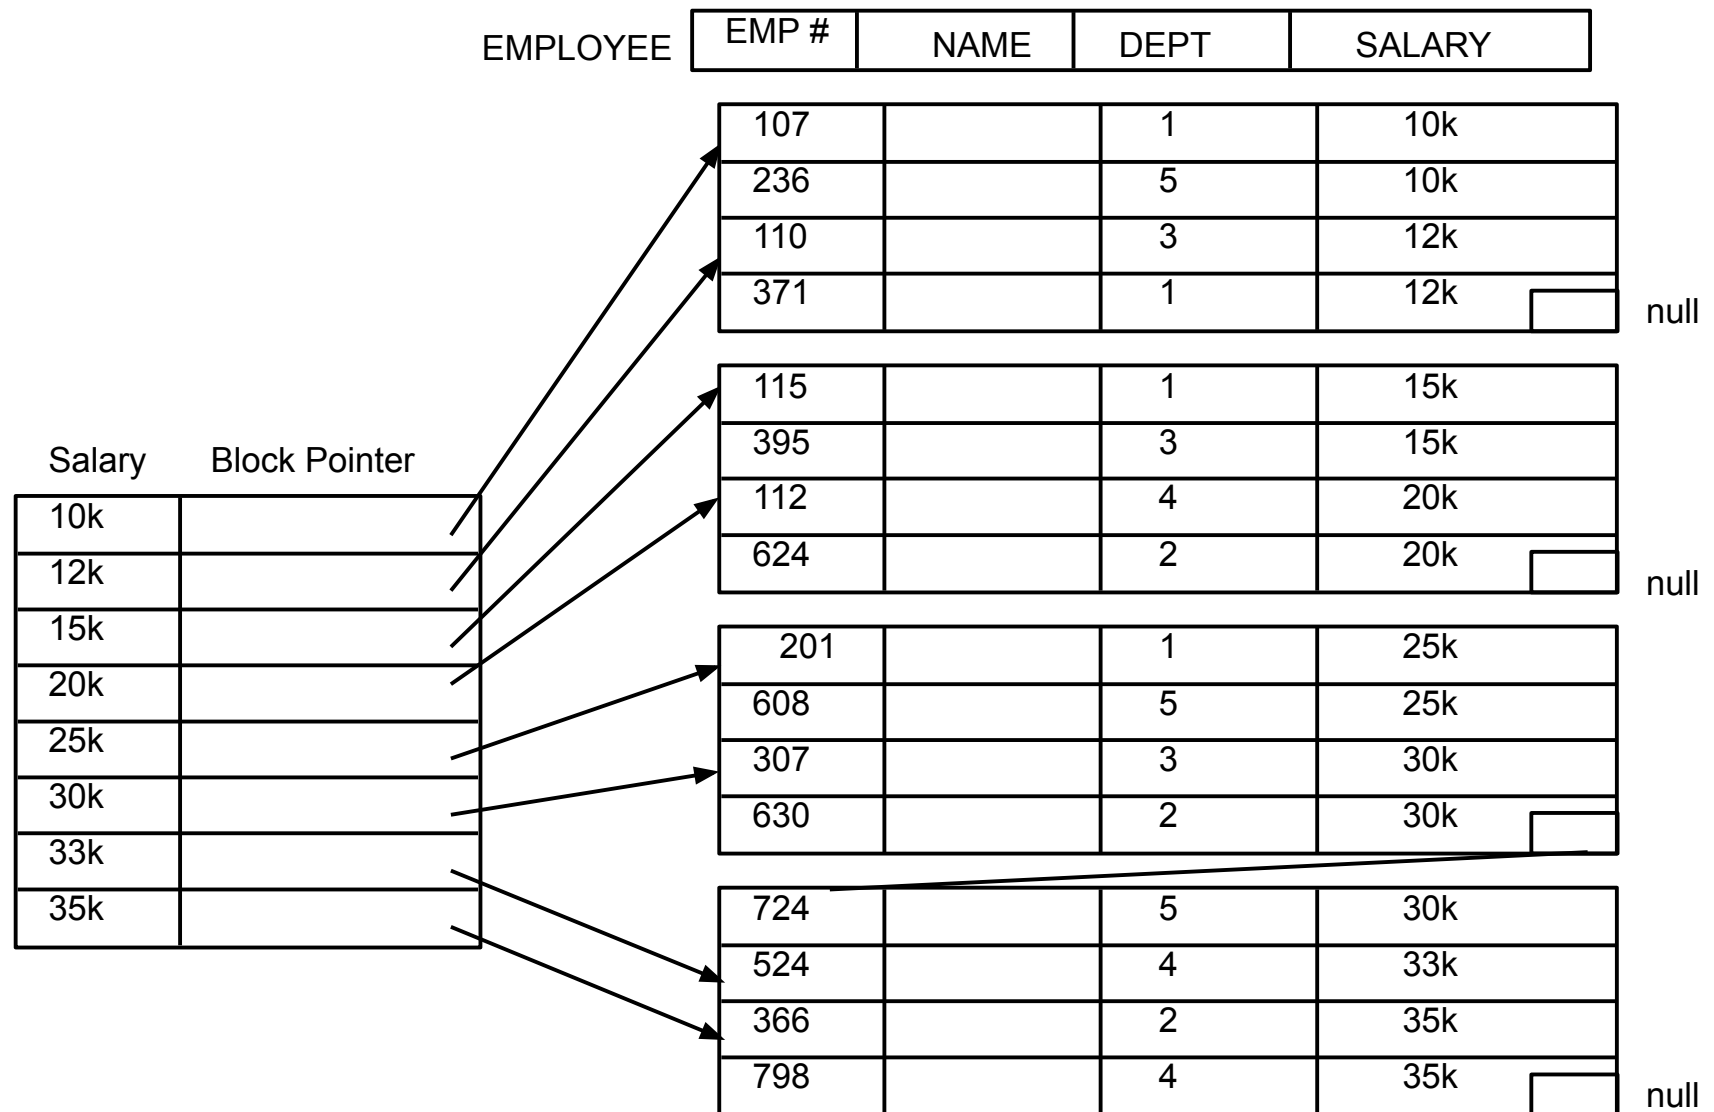 EMPLOYEE EMP # NAME DEPT SALARY
107 1 10k
236 5 10k
110 3 12k
371 1 12k null
115 1 15k
395 3 15k
112 4 20k
624 2 20k null
201 1 25k
608 5 25k
307 3 30k
630 2 30k
724 5 30k
524 4 33k
366 2 35k
798 4 35k null
Salary Block Pointer
10k
12k
15k
20k
25k
30k
33k
35k